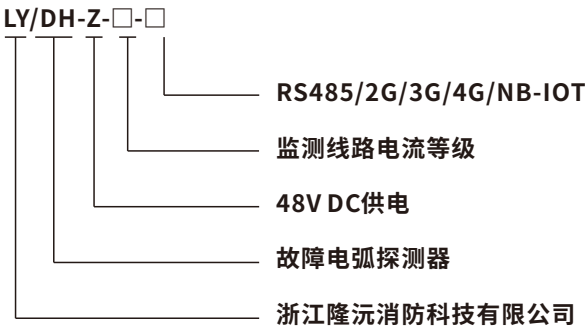 LY/DH-Z-□-□
RS485/2G/3G/4G/NB-IOT
监测线路电流等级
48V DC供电
故障电弧探测器
浙江隆沅消防科技有限公司